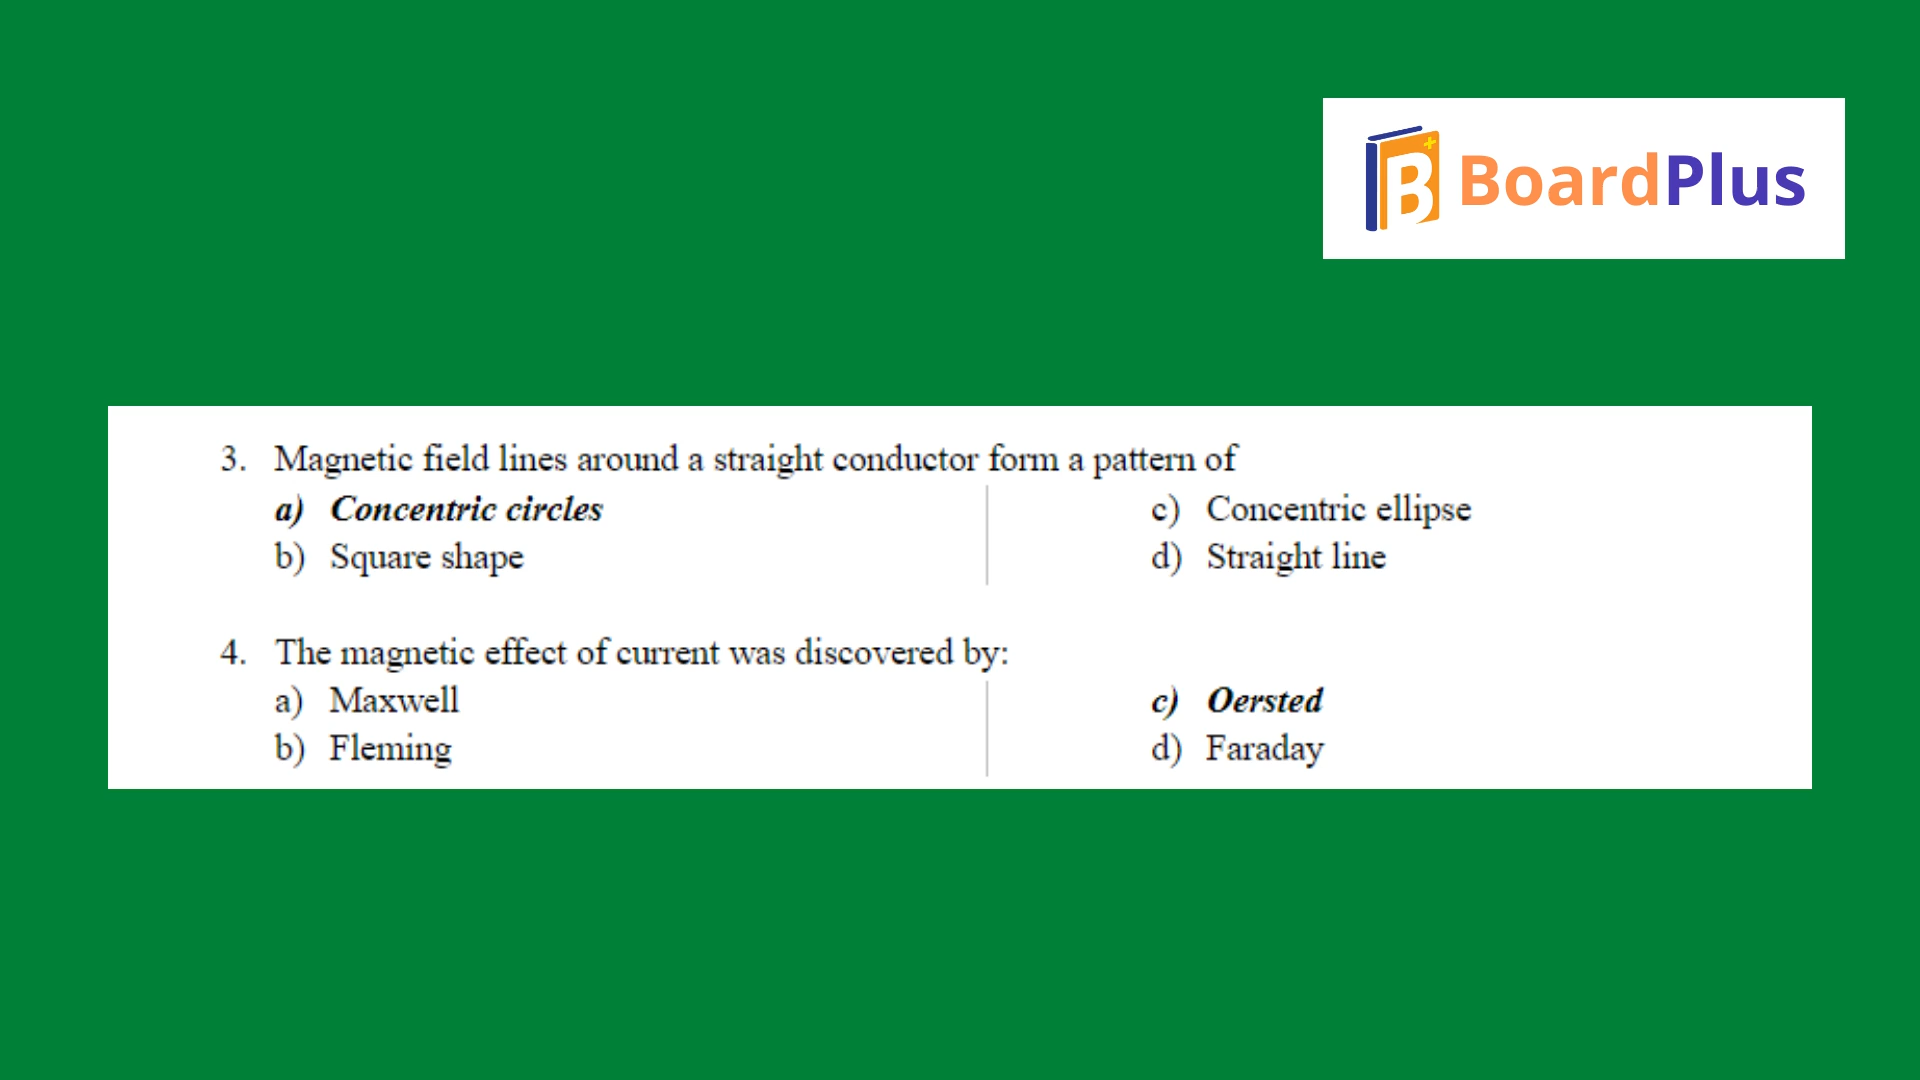 BoardPlus
3. Magnetic field lines around a straight conductor form a pattern of
a) Concentric circles
b) Square shape
c) Concentric ellipse
d) Straight line
4. The magnetic effect of current was discovered by:
a) Maxwell
b) Fleming
c) Oersted
d) Faraday